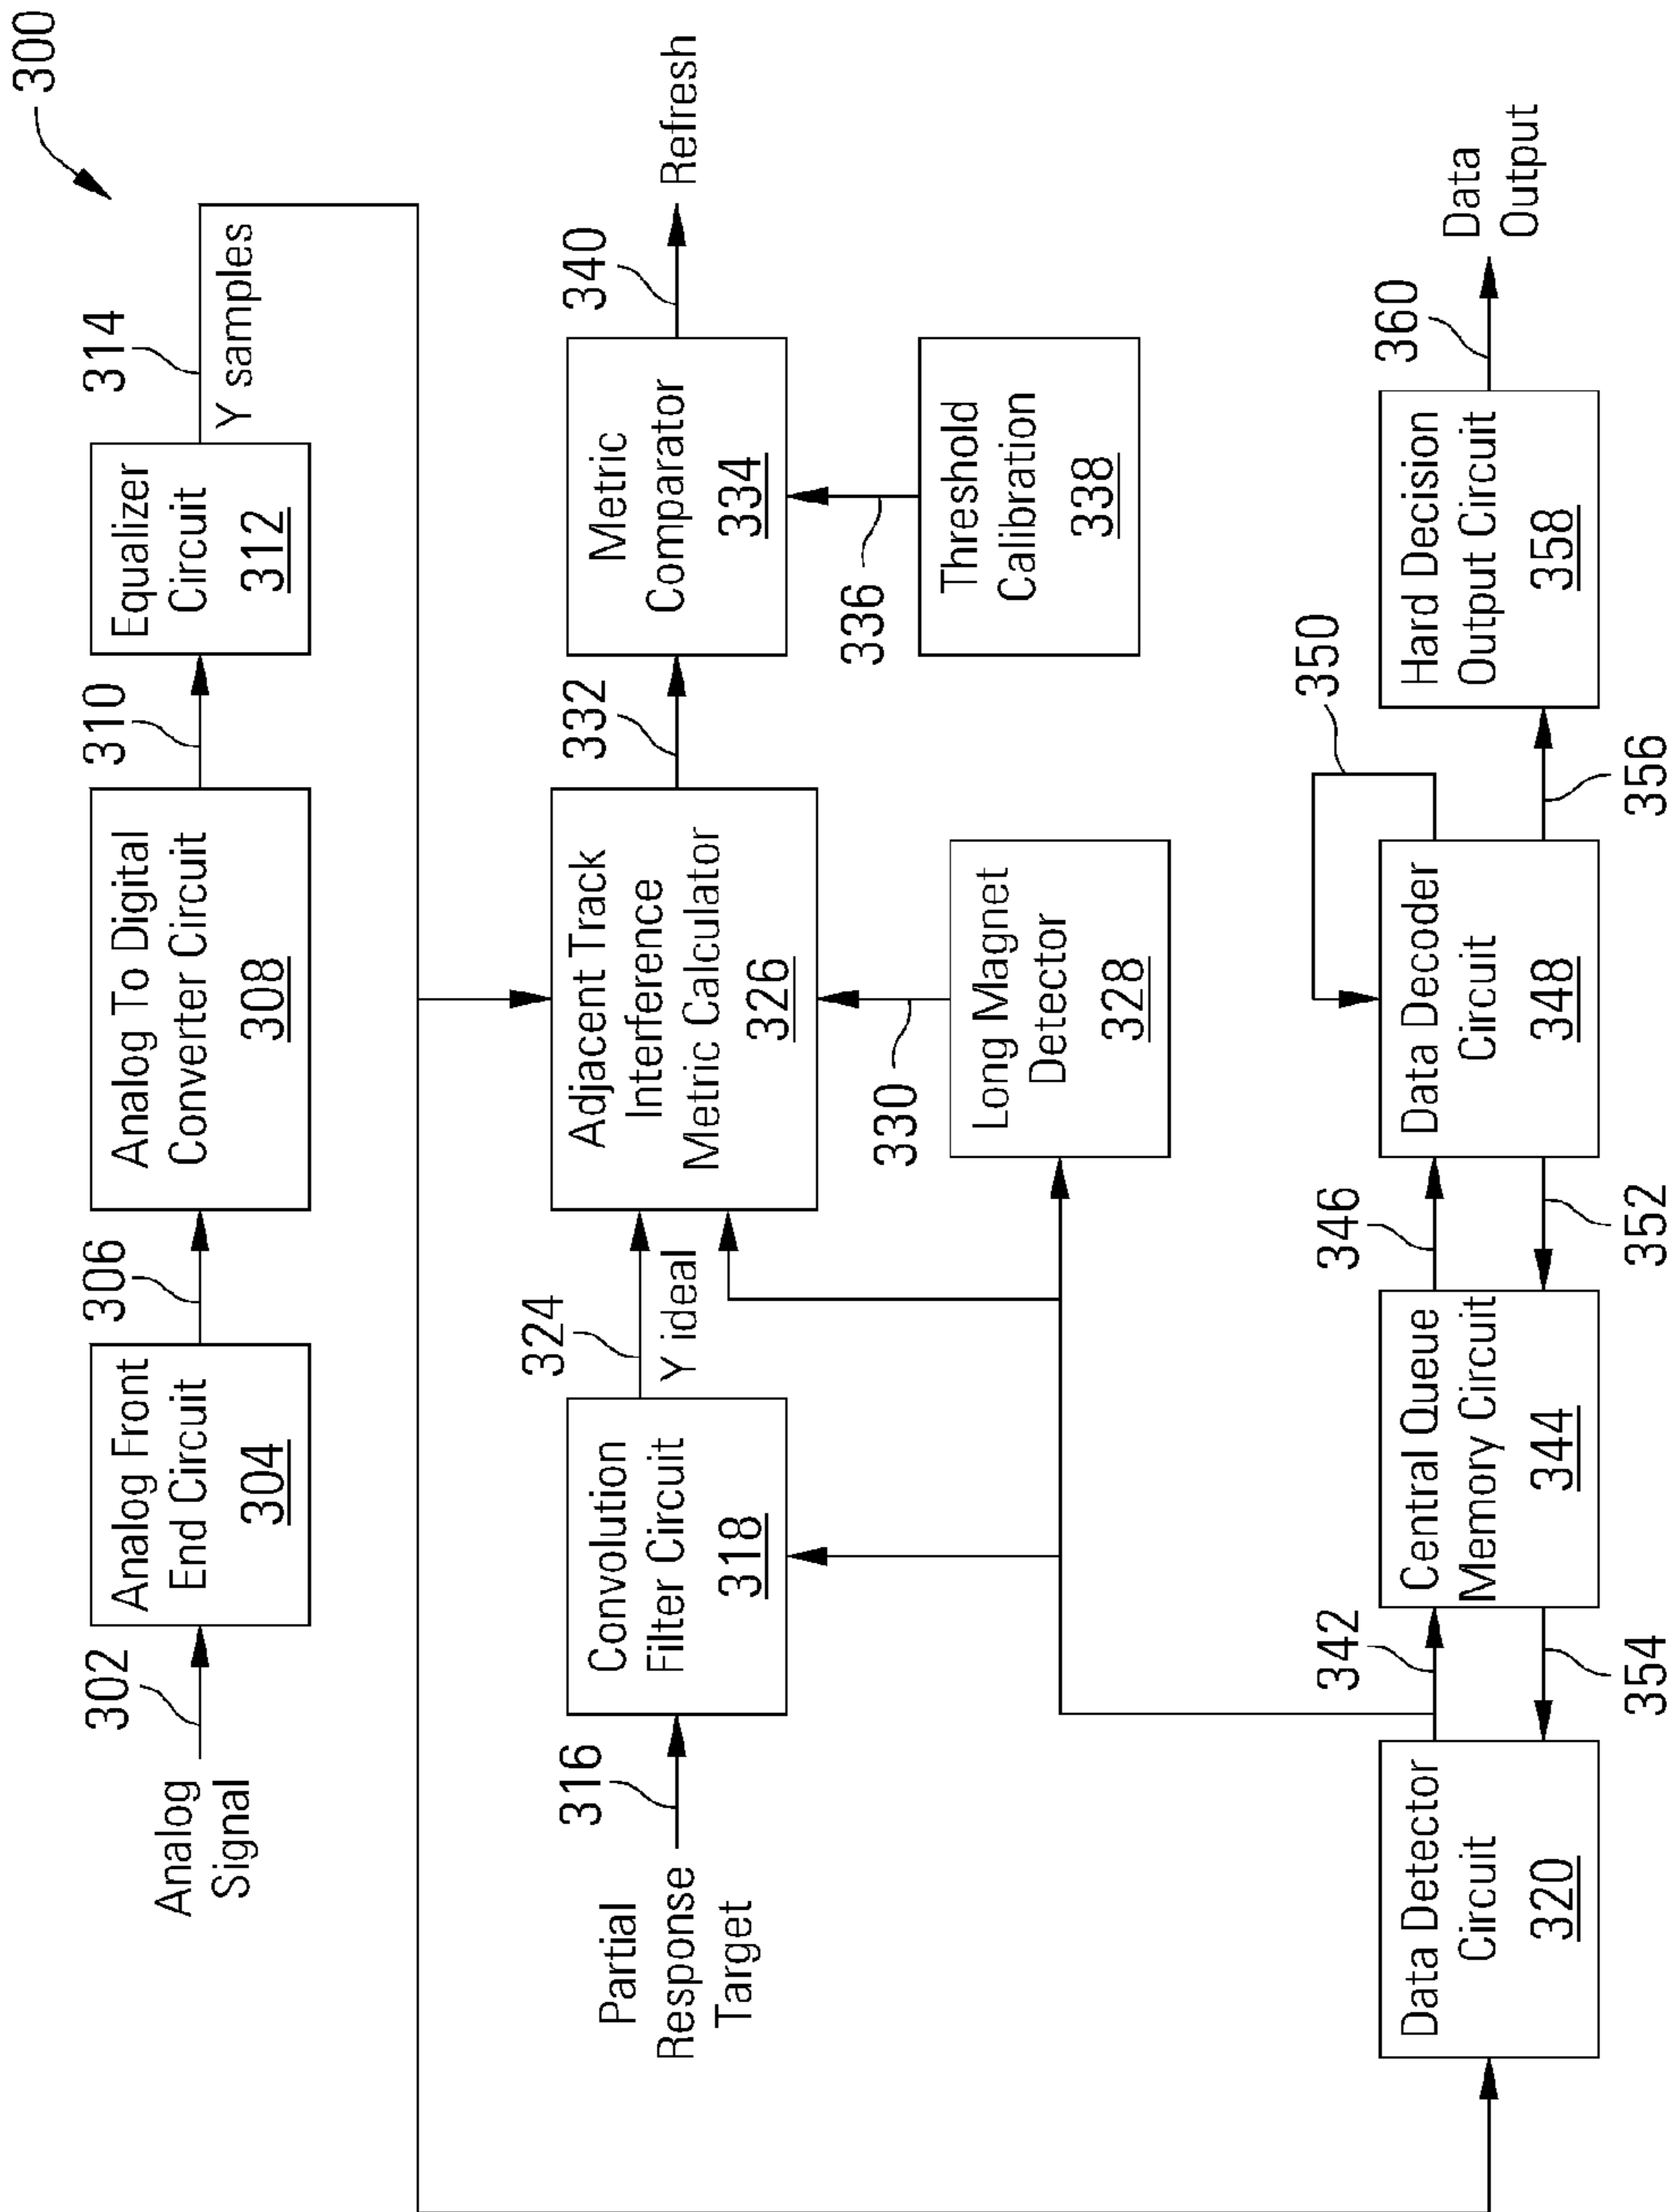 300
302
Analog
Signal
Analog Front
End Circuit
304
306
Analog To Digital
Converter Circuit
308
310
Equalizer
Circuit
312
314
Y samples
316
Partial
Response
Target
Convolution
Filter Circuit
318
324
Y ideal
Adjacent Track
Interference
Metric Calculator
326
332
Metric
Comparator
334
340
Refresh
330
Long Magnet
Detector
328
336
Threshold
Calibration
338
Data Detector
Circuit
320
342
354
Central Queue
Memory Circuit
344
346
352
Data Decoder
Circuit
348
350
356
Hard Decision
Output Circuit
358
360
Data
Output